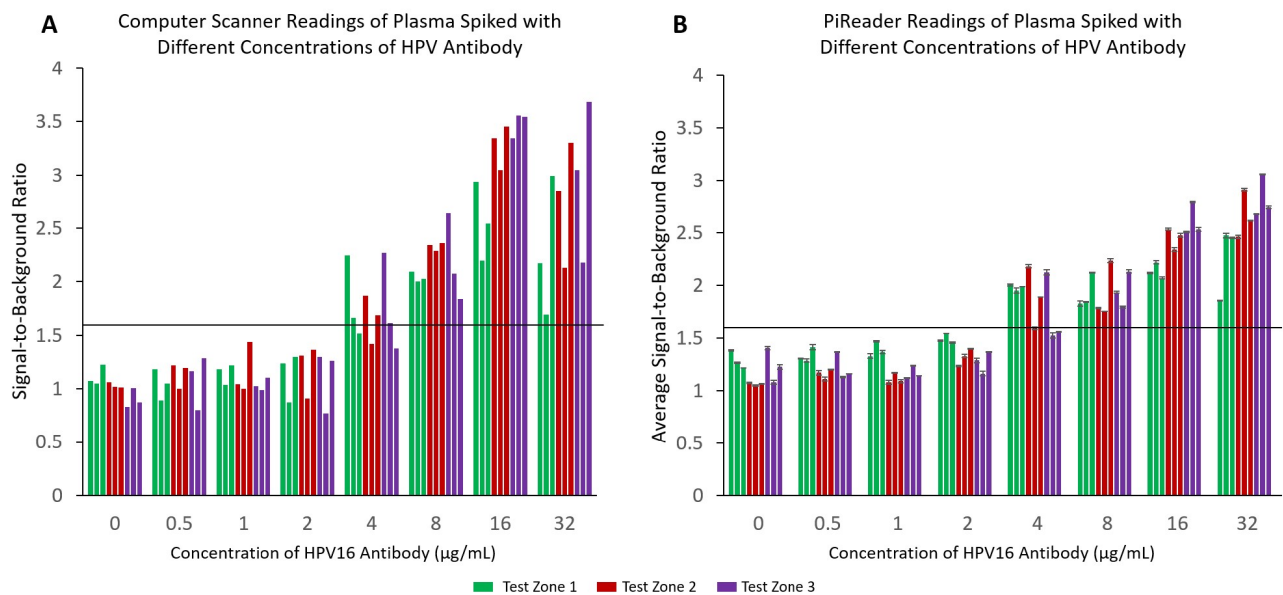 A
Computer Scanner Readings of Plasma Spiked with
Different Concentrations of HPV Antibody
Signal-to-Background Ratio
4
3.5
3
2.5
2
1.5
1
0.5
0
0 0.5 1 2 4 8 16 32
Concentration of HPV16 Antibody (µg/mL)
B
PiReader Readings of Plasma Spiked with
Different Concentrations of HPV Antibody
Average Signal-to-Background Ratio
4
3.5
3
2.5
2
1.5
1
0.5
0
0 0.5 1 2 4 8 16 32
Concentration of HPV16 Antibody (µg/mL)
Test Zone 1 Test Zone 2 Test Zone 3